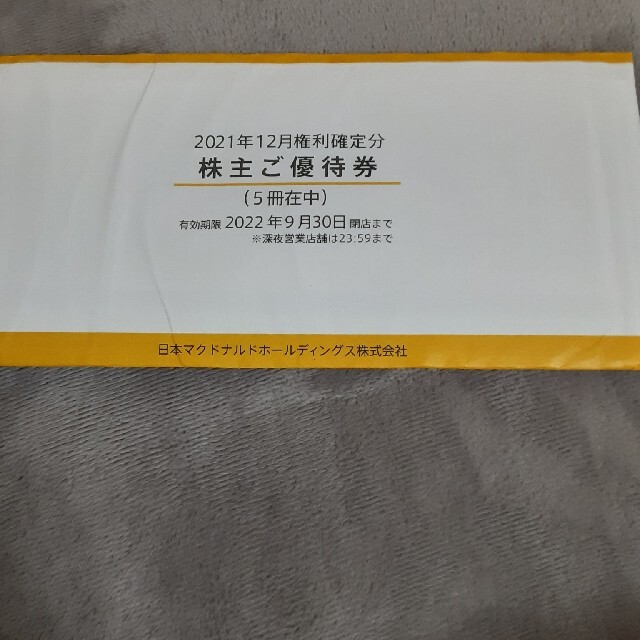 2021年12月権利確定分
株主ご優待券
(5冊在中)
有効期限 2022年9月30日閉店まで
※深夜営業店舗は23:59まで
日本マクドナルドホールディングス株式会社